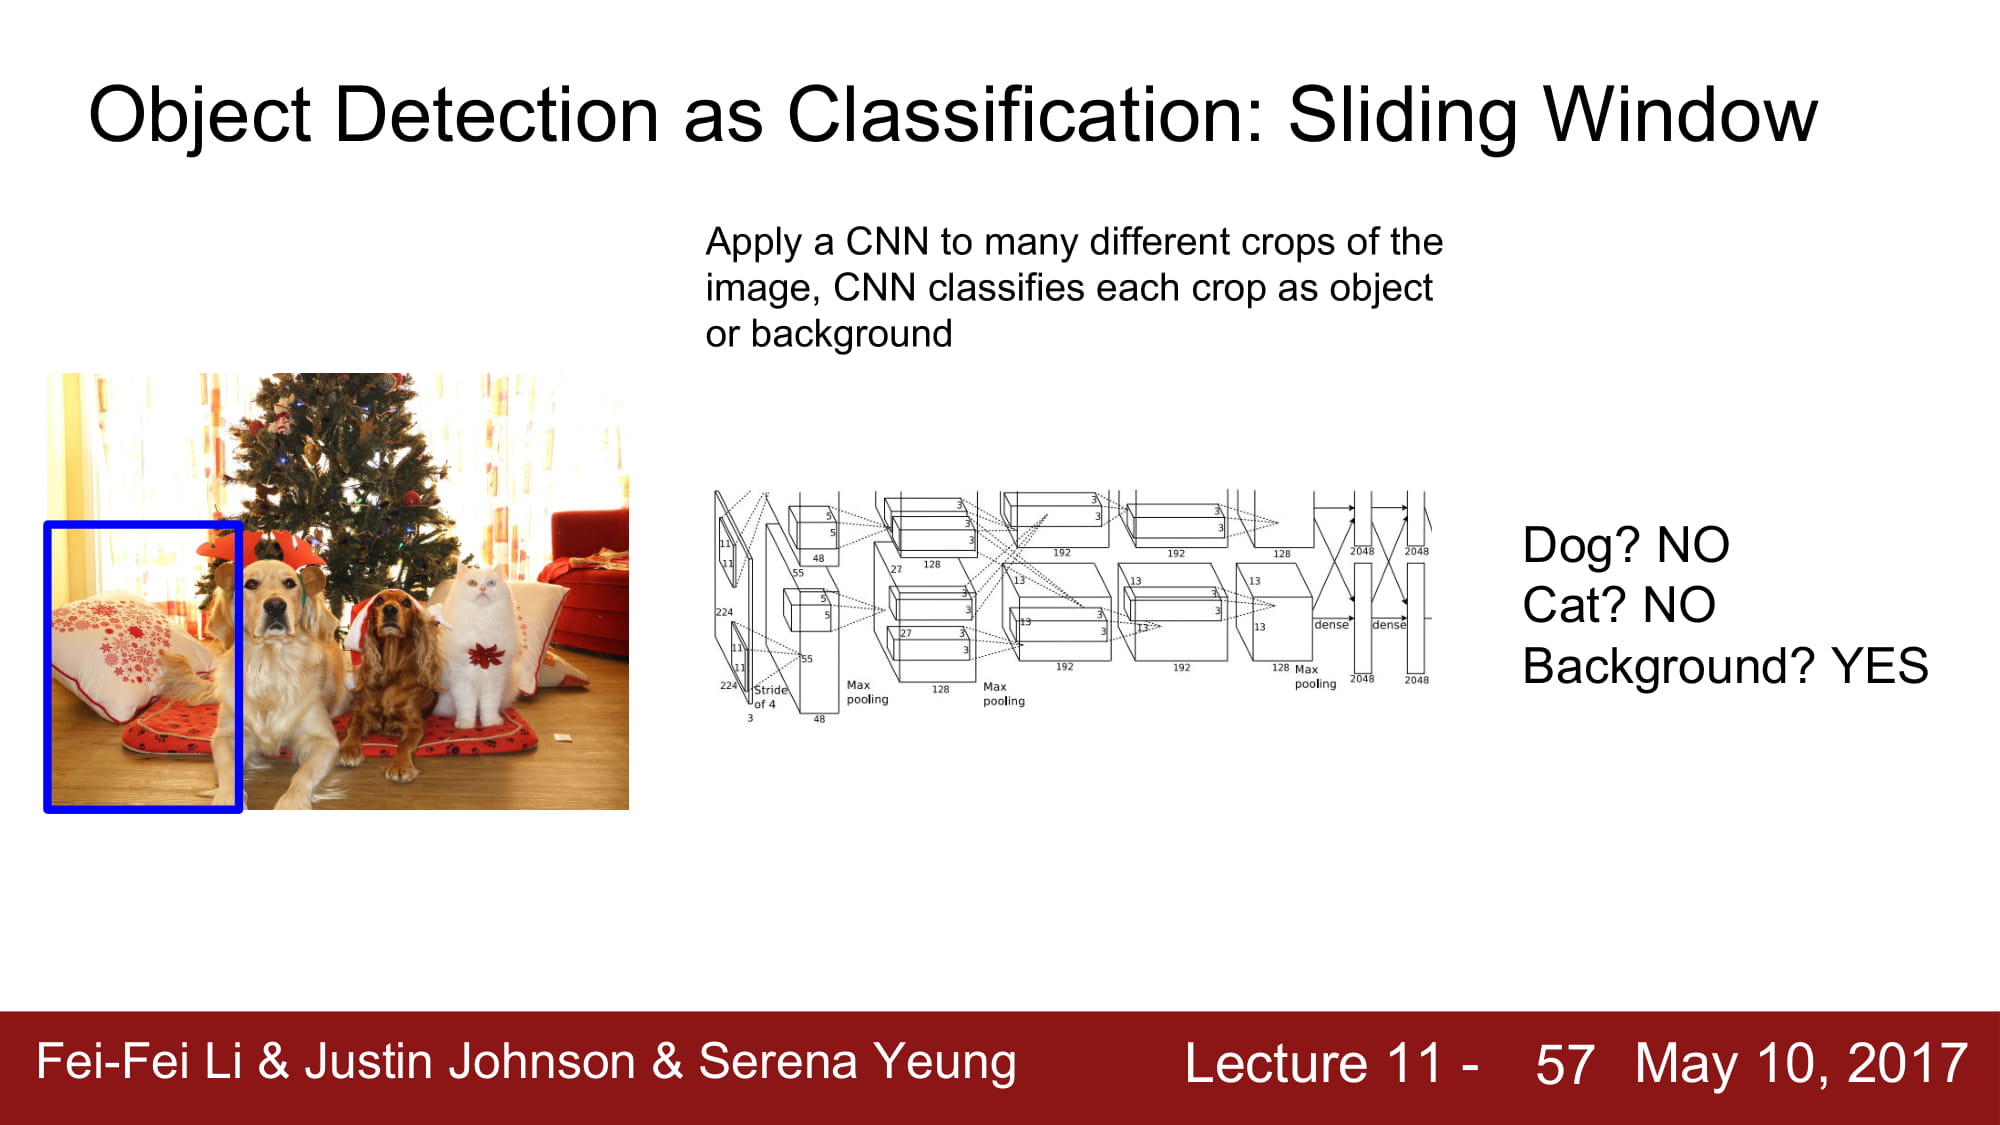 Object Detection as Classification: Sliding Window
Apply a CNN to many different crops of the
image, CNN classifies each crop as object
or background
11
11
224
11
11
224
Stride
of 4
3
5
5
48
55
5
5
55
48
Max
pooling
3
3
3
128
27
3
3
27
3
3
128
Max
pooling
3
3
192
13
3
3
13
192
3
3
192
13
3
3
13
192
128
13
13
128
Max
pooling
dense
dense
2048
2048
2048
2048
Dog? NO
Cat? NO
Background? YES
Fei-Fei Li & Justin Johnson & Serena Yeung
Lecture 11 - 57 May 10, 2017